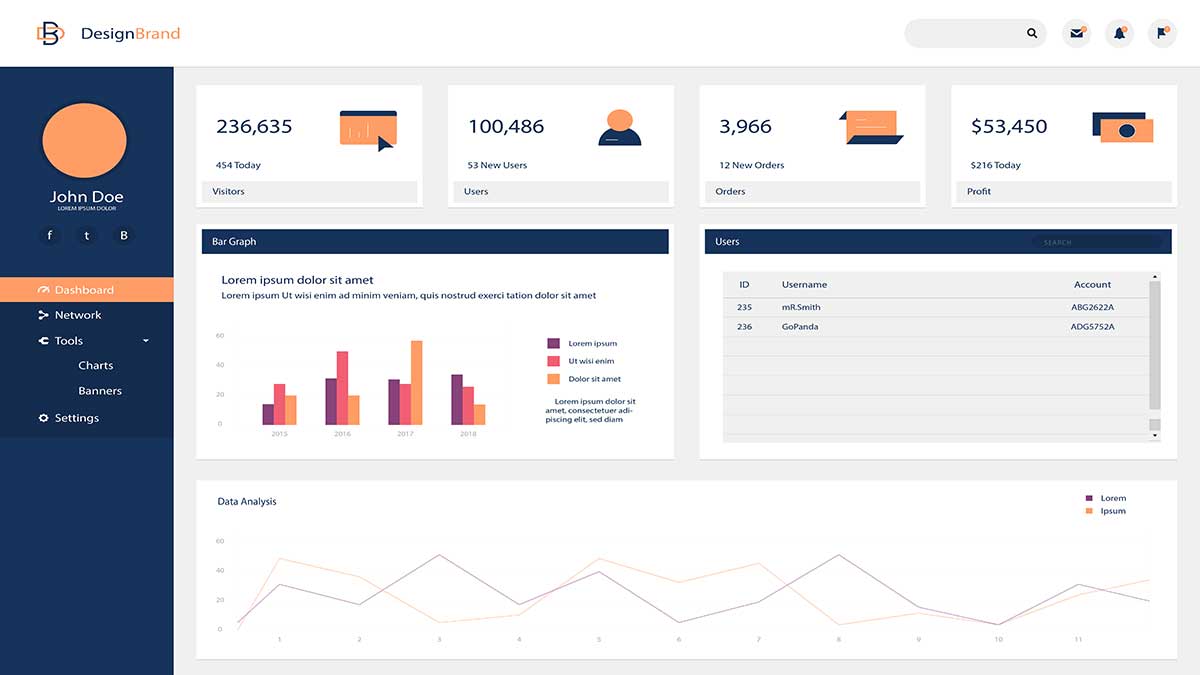 DesignBrand
John Doe
LOREM IPSUM DOLOR
f t B
Dashboard
Network
Tools
Charts
Banners
Settings
236,635
454 Today
Visitors
100,486
53 New Users
Users
3,966
12 New Orders
Orders
$53,450
$216 Today
Profit
Bar Graph
Lorem ipsum dolor sit amet
Lorem ipsum Ut wisi enim ad minim veniam, quis nostrud exerci tation dolor sit amet
60
40
20
0
2015 2016 2017 2018
Lorem ipsum
Ut wisi enim
Dolor sit amet
Lorem ipsum dolor sit
amet, consectetuer adi-
piscing elit, sed diam
Users SEARCH
ID Username Account
235 mR.Smith ABG2622A
236 GoPanda ADG5752A
Data Analysis
Lorem
Ipsum
60
40
20
0
1 2 3 4 5 6 7 8 9 10 11